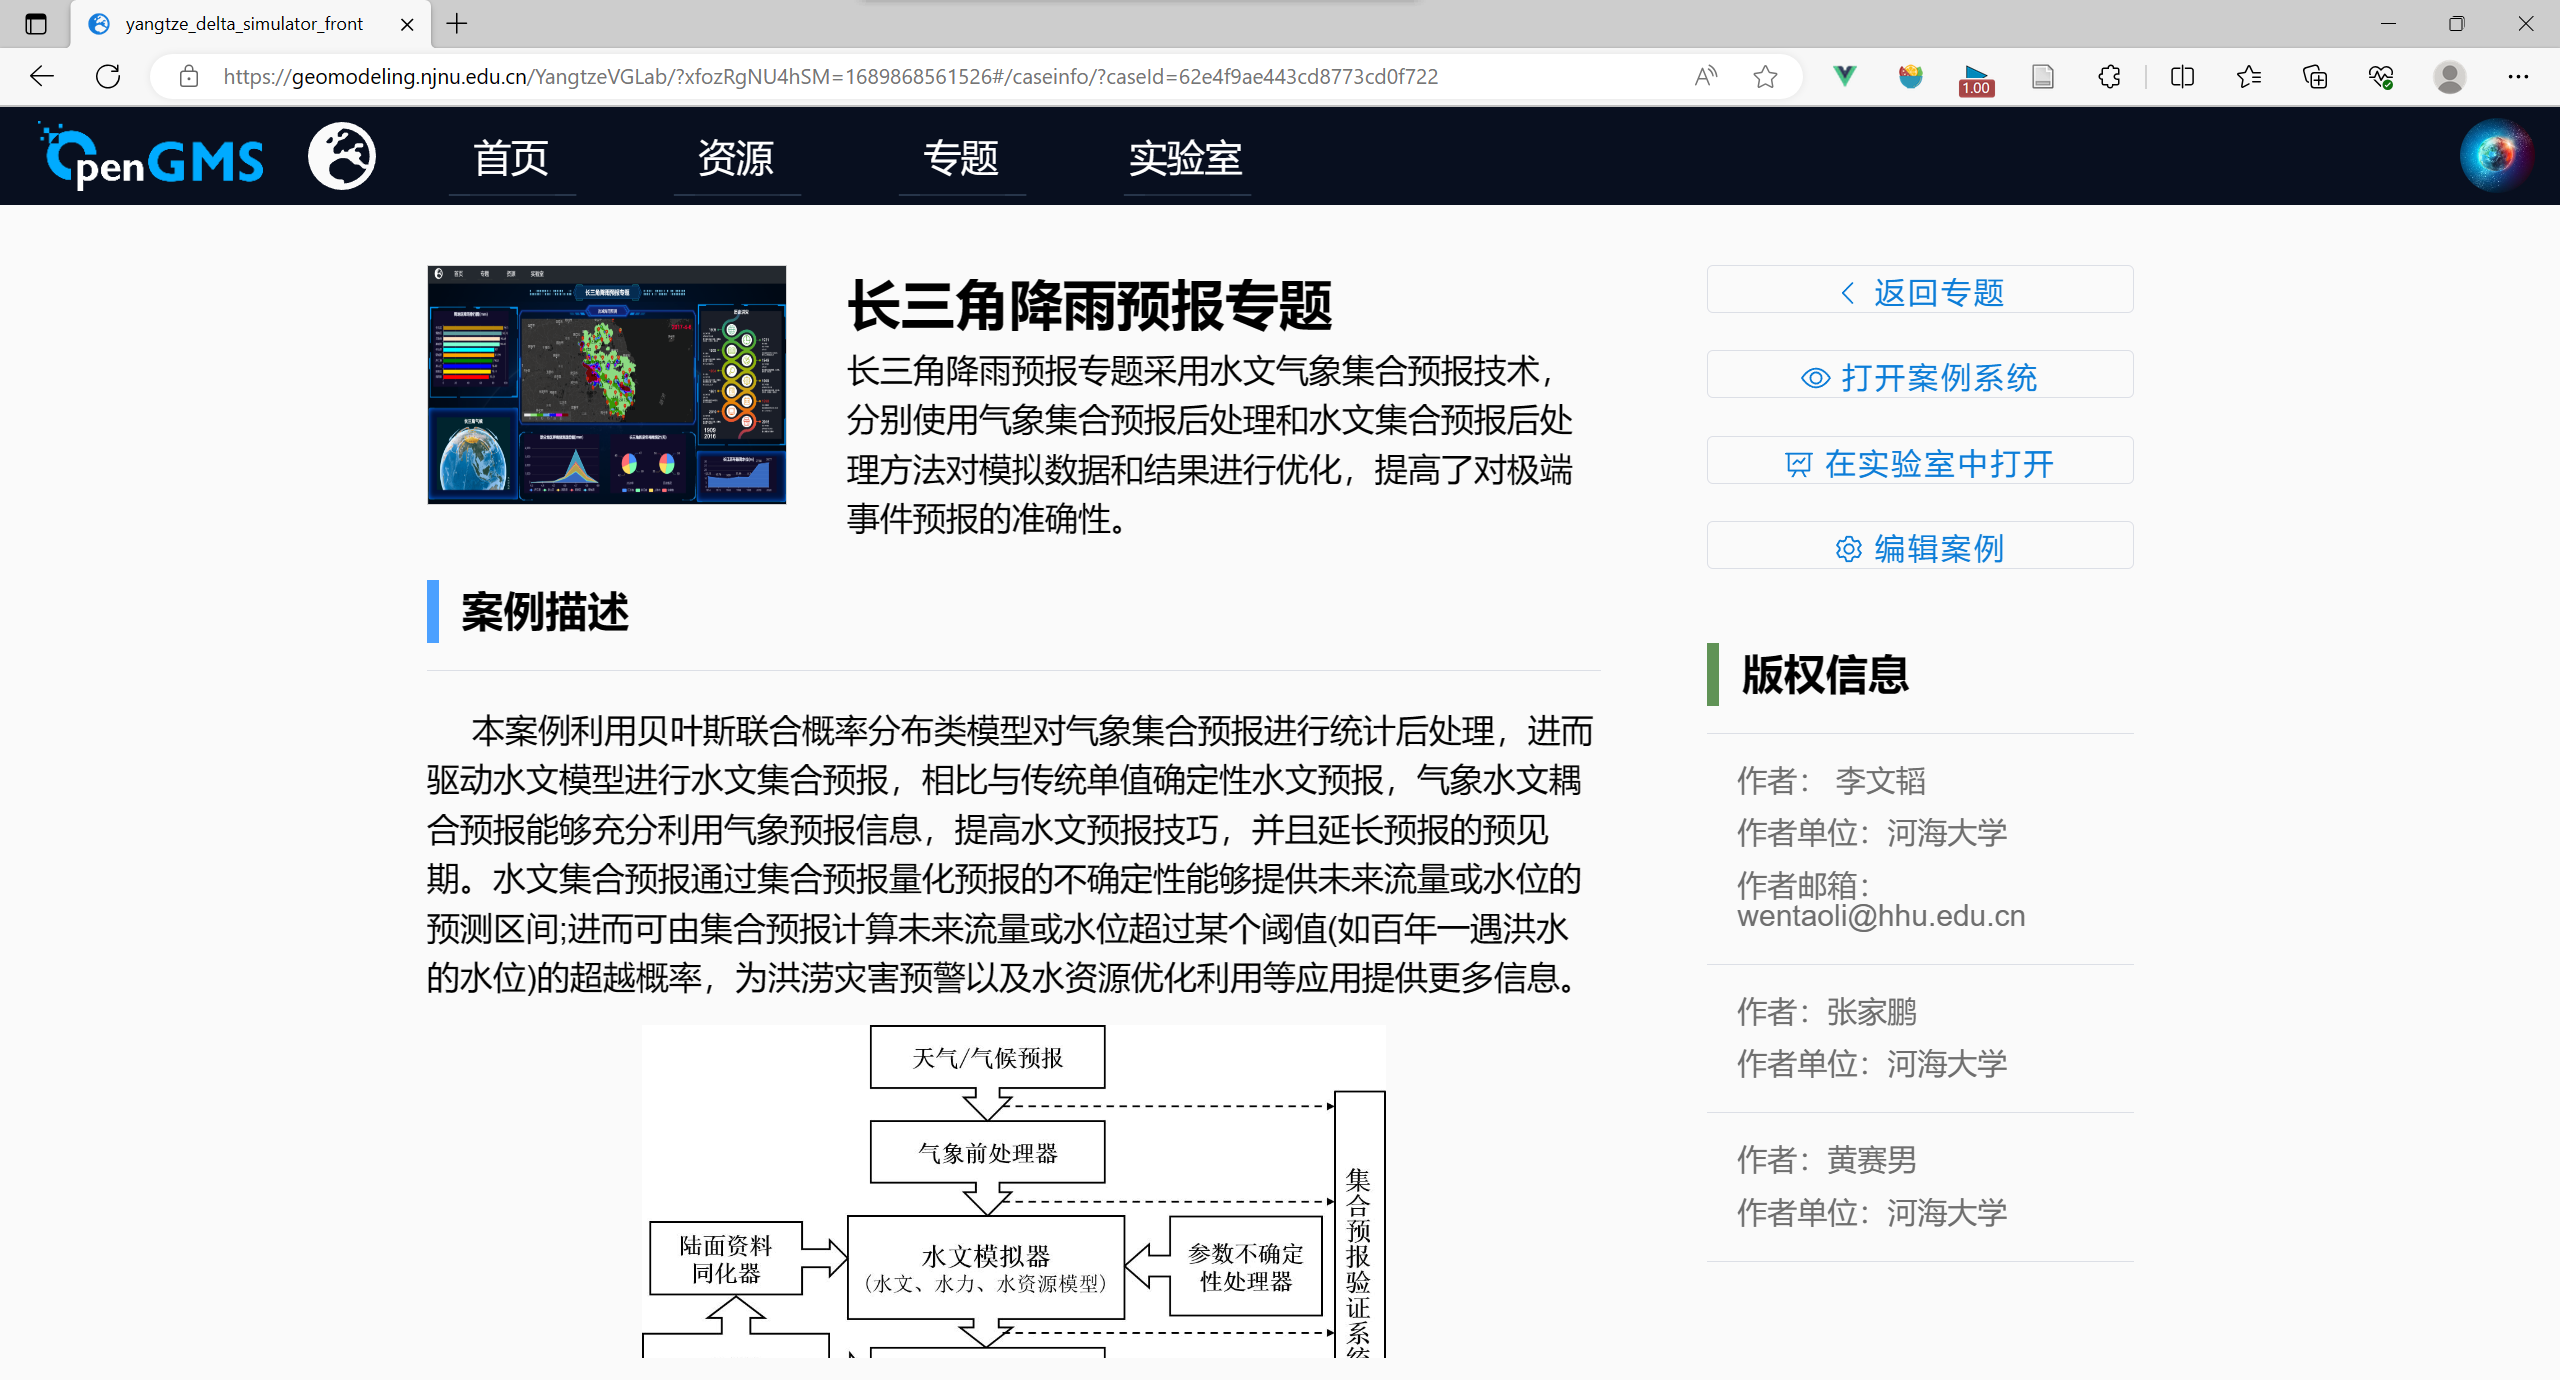 yangtze_delta_simulator_front
https://geomodeling.njnu.edu.cn/YangtzeVGLab/?xfozRgNU4hSM=1689868561526#/caseinfo/?caseId=62e4f9ae443cd8773cd0f722
1.00
OpenGMS
首页
资源
专题
实验室
首页
专题
资源
实验室
长三角降雨预报专题
长三角降雨预报专题
长三角降雨预报专题采用水文气象集合预报技术，
分别使用气象集合预报后处理和水文集合预报后处
理方法对模拟数据和结果进行优化，提高了对极端
事件预报的准确性。
返回专题
打开案例系统
在实验室中打开
编辑案例
案例描述
本案例利用贝叶斯联合概率分布类模型对气象集合预报进行统计后处理，进而
驱动水文模型进行水文集合预报，相比与传统单值确定性水文预报，气象水文耦
合预报能够充分利用气象预报信息，提高水文预报技巧，并且延长预报的预见
期。水文集合预报通过集合预报量化预报的不确定性能够提供未来流量或水位的
预测区间;进而可由集合预报计算未来流量或水位超过某个阈值(如百年一遇洪水
的水位)的超越概率，为洪涝灾害预警以及水资源优化利用等应用提供更多信息。
天气/气候预报
气象前处理器
陆面资料
同化器
水文模拟器
（水文、水力、水资源模型）
参数不确定
性处理器
集合预报验证系统
版权信息
作者： 李文韬
作者单位：河海大学
作者邮箱：
wentaoli@hhu.edu.cn
作者：张家鹏
作者单位：河海大学
作者：黄赛男
作者单位：河海大学